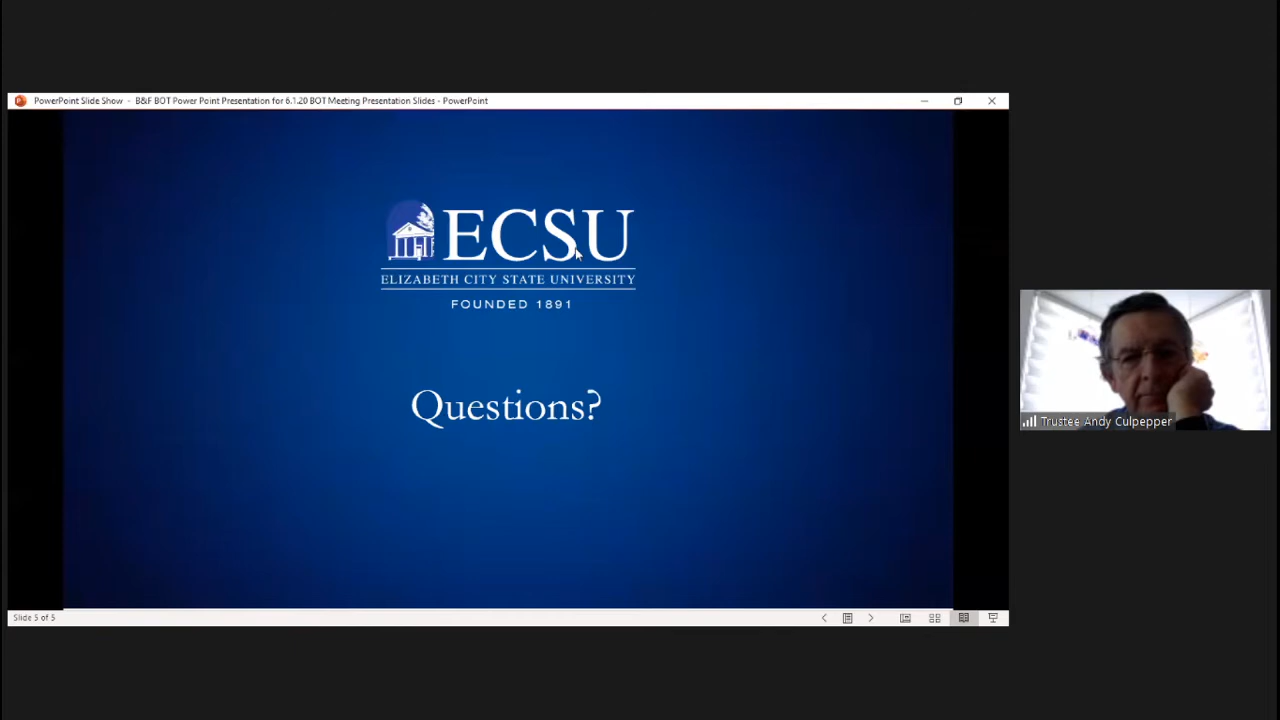 PowerPoint Slide Show - B&F BOT Power Point Presentation for 6.1.20 BOT Meeting Presentation Slides - PowerPoint
ECSU
ELIZABETH CITY STATE UNIVERSITY
FOUNDED 1891
Questions?
Trustee Andy Culpepper
Slide 5 of 5